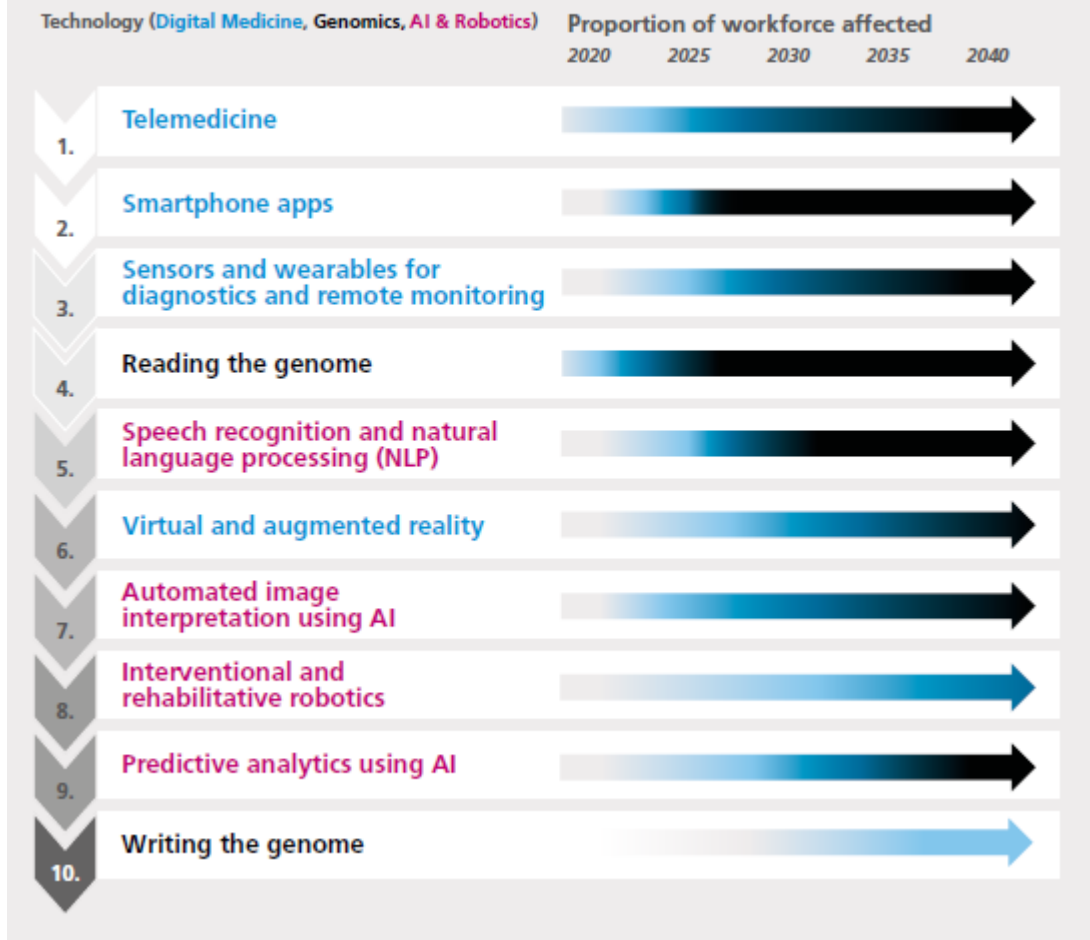 Technology (Digital Medicine, Genomics, AI & Robotics)
Proportion of workforce affected
2020 2025 2030 2035 2040
1.
Telemedicine
2.
Smartphone apps
3.
Sensors and wearables for
diagnostics and remote monitoring
4.
Reading the genome
5.
Speech recognition and natural
language processing (NLP)
6.
Virtual and augmented reality
7.
Automated image
interpretation using AI
8.
Interventional and
rehabilitative robotics
9.
Predictive analytics using AI
10.
Writing the genome